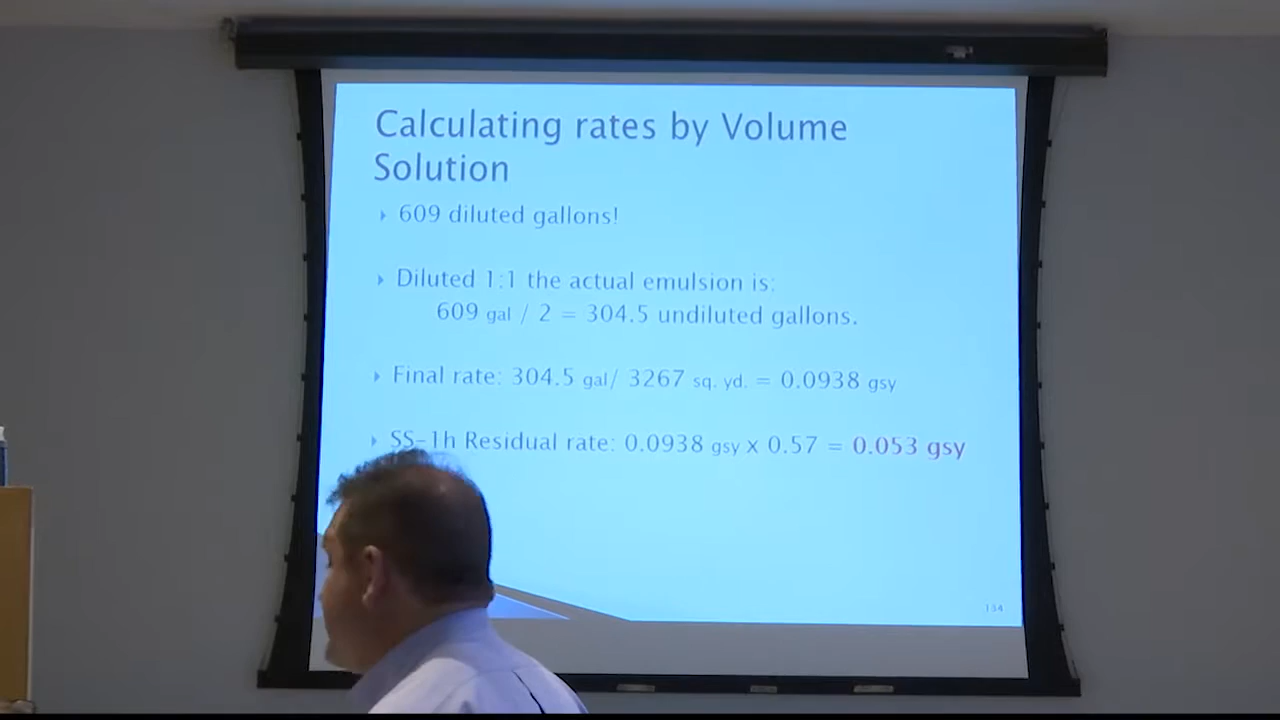 Calculating rates by Volume
Solution
609 diluted gallons!
Diluted 1:1 the actual emulsion is:
609 gal / 2 = 304.5 undiluted gallons.
Final rate: 304.5 gal/ 3267 sq. yd. = 0.0938 gsy
SS-1h Residual rate: 0.0938 gsy x 0.57 = 0.053 gsy
134